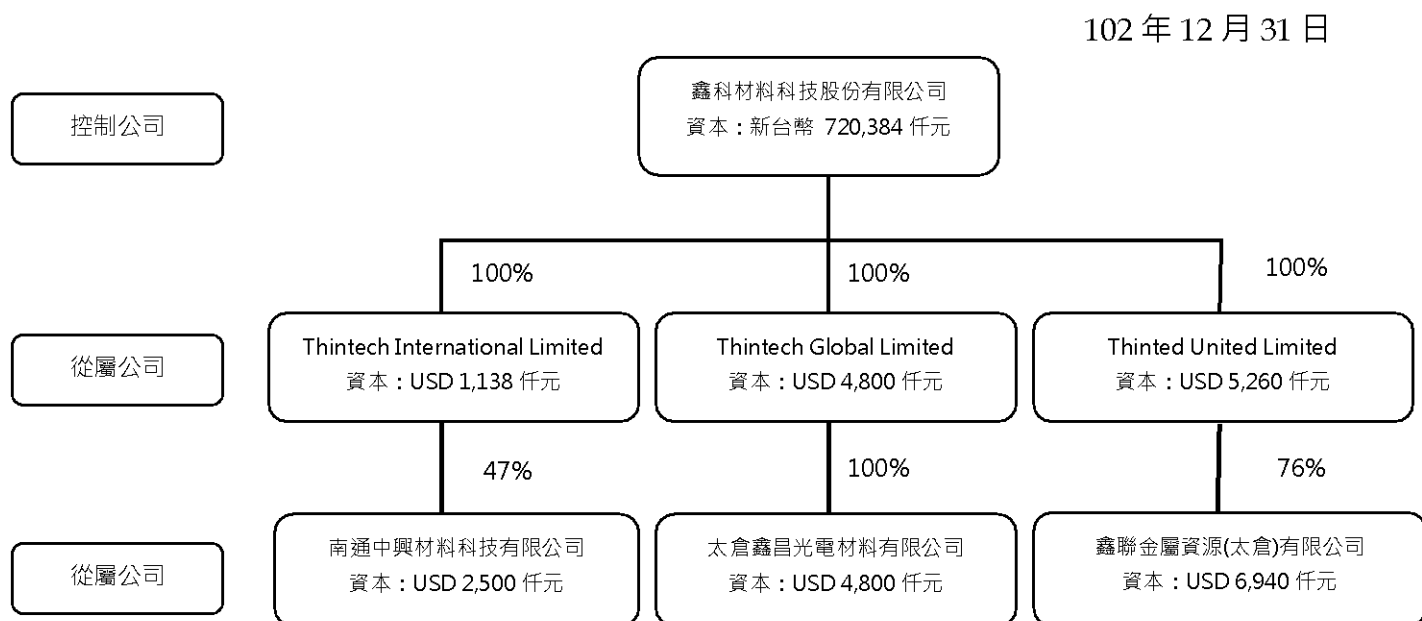 102 年 12 月 31 日
控制公司
鑫科材料科技股份有限公司
資本：新台幣 720,384 仟元
100%
100%
100%
從屬公司
Thintech International Limited
資本：USD 1,138 仟元
Thintech Global Limited
資本：USD 4,800 仟元
Thinted United Limited
資本：USD 5,260 仟元
47%
100%
76%
從屬公司
南通中興材料科技有限公司
資本：USD 2,500 仟元
太倉鑫昌光電材料有限公司
資本：USD 4,800 仟元
鑫聯金屬資源(太倉)有限公司
資本：USD 6,940 仟元